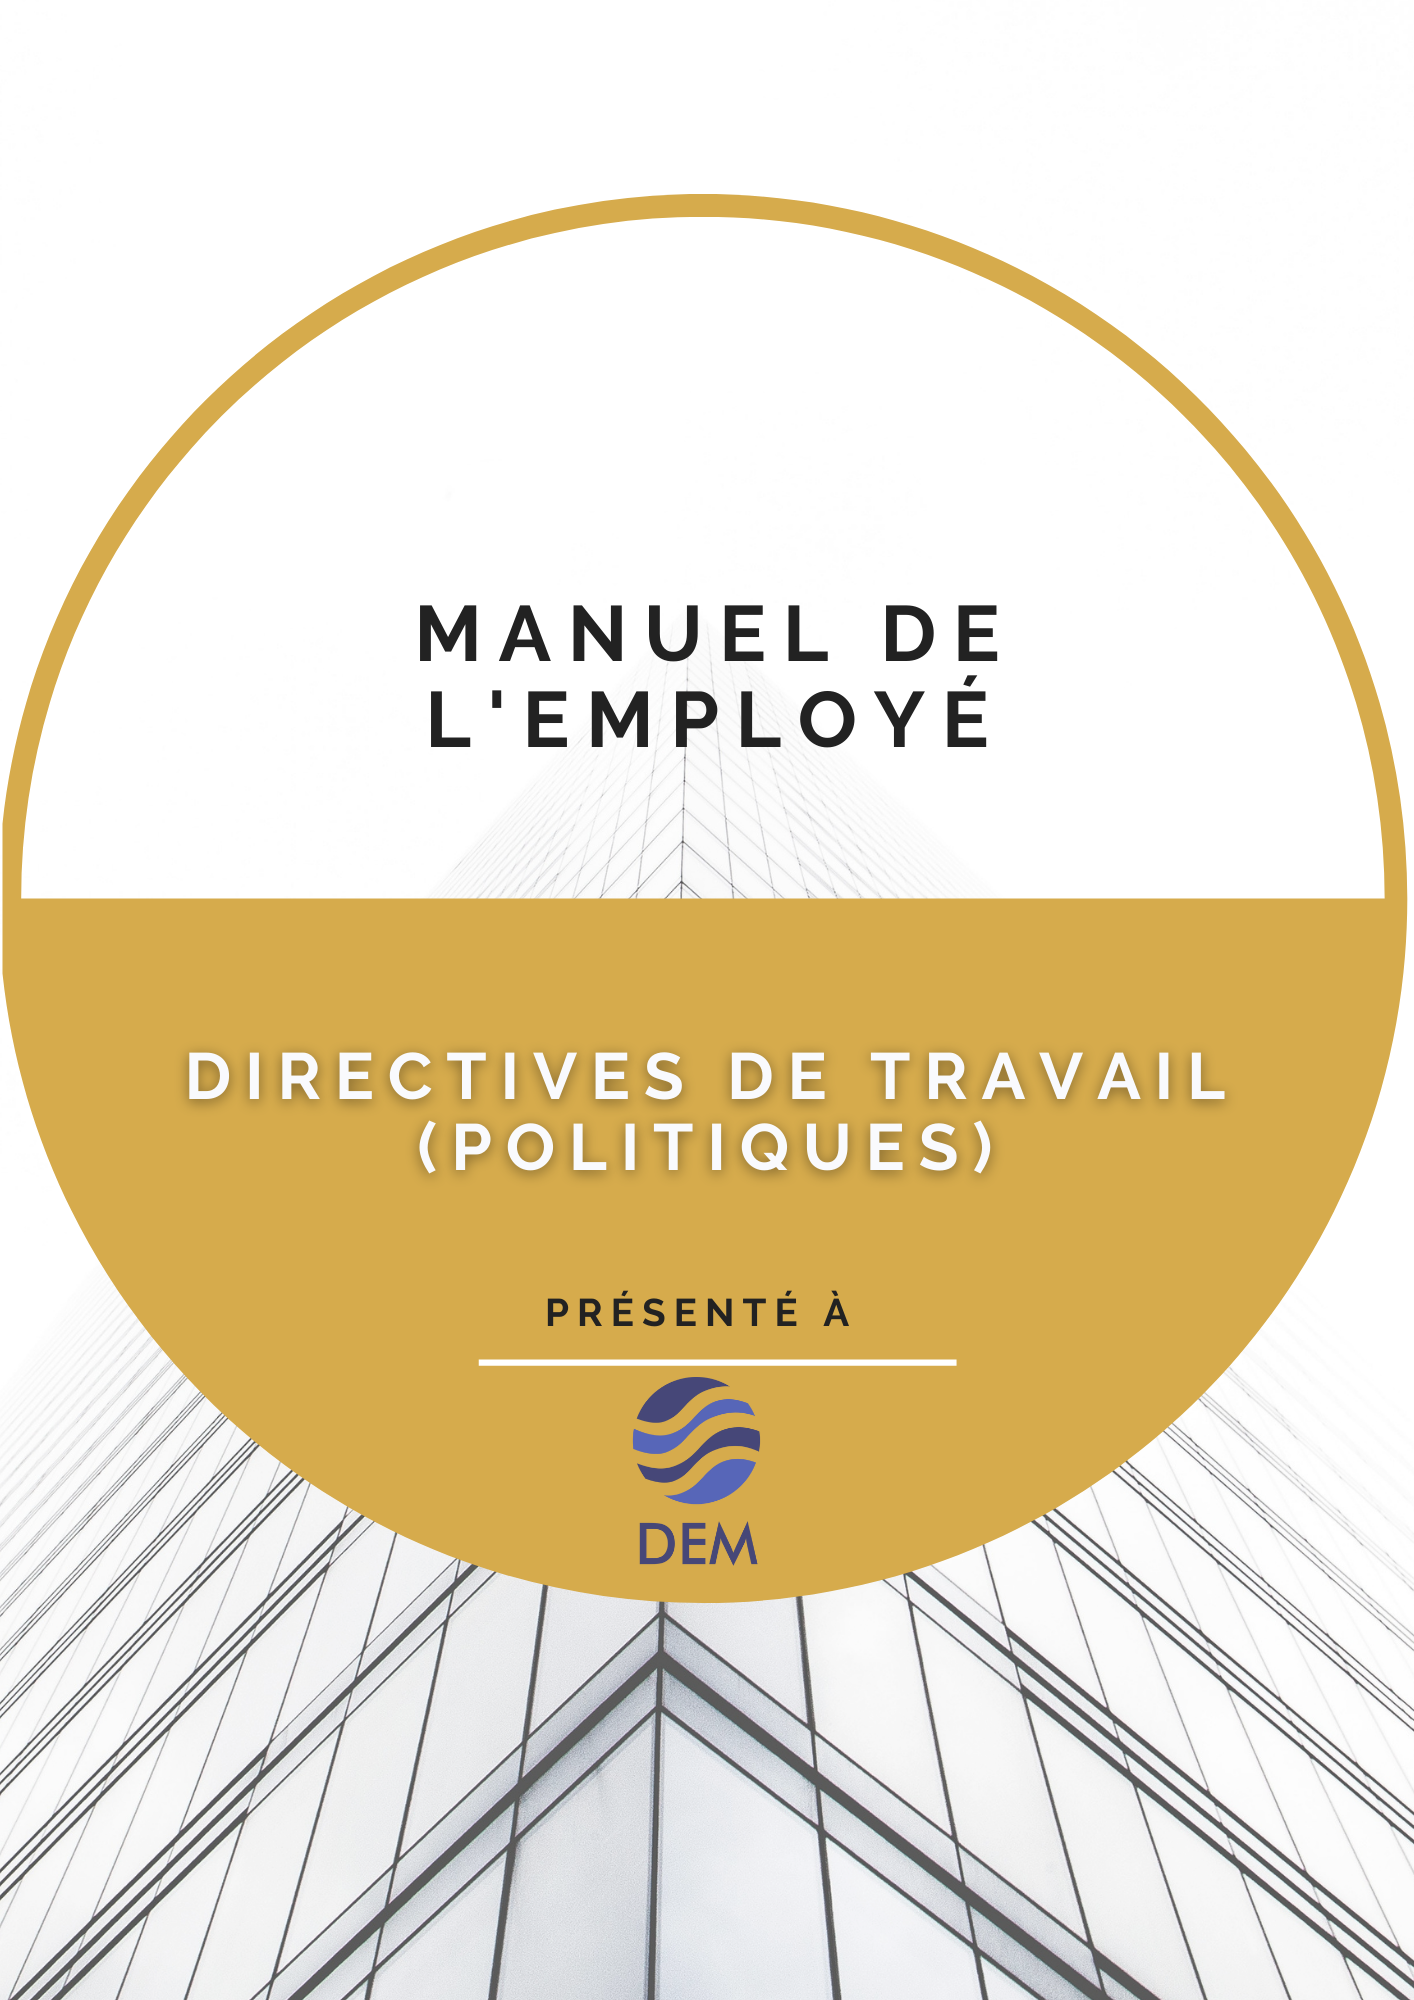 MANUEL DE
L'EMPLOYÉ
DIRECTIVES DE TRAVAIL
(POLITIQUES)
PRÉSENTÉ À
DEM